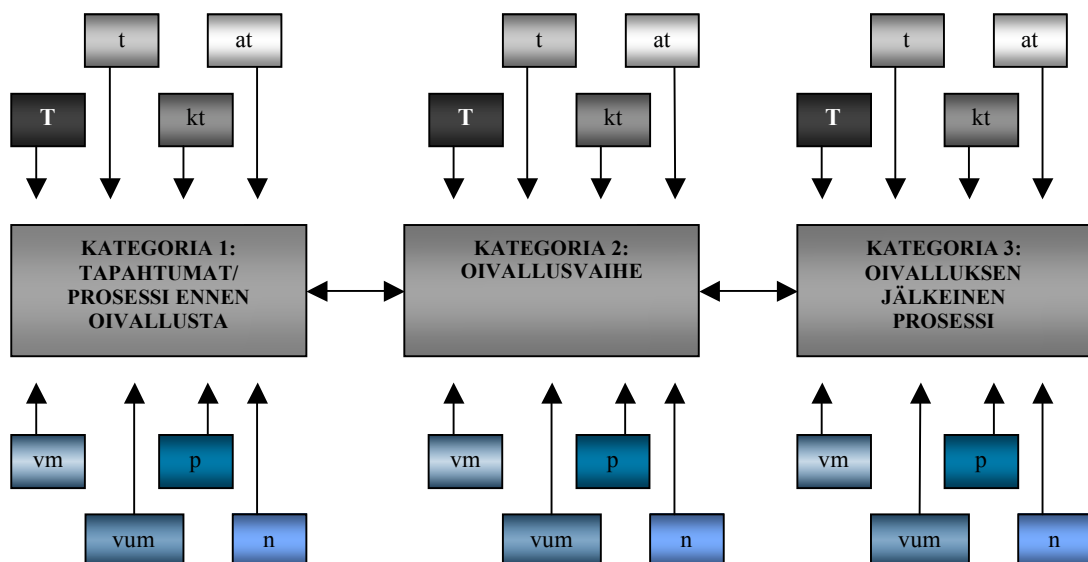 t at t at t at
T kt T kt T kt
KATEGORIA 1:
TAPAHTUMAT/
PROSESSI ENNEN
OIVALLUSTA
KATEGORIA 2:
OIVALLUSVAIHE
KATEGORIA 3:
OIVALLUKSEN
JÄLKEINEN
PROSESSI
vm p vm p vm p
vum n vum n vum n